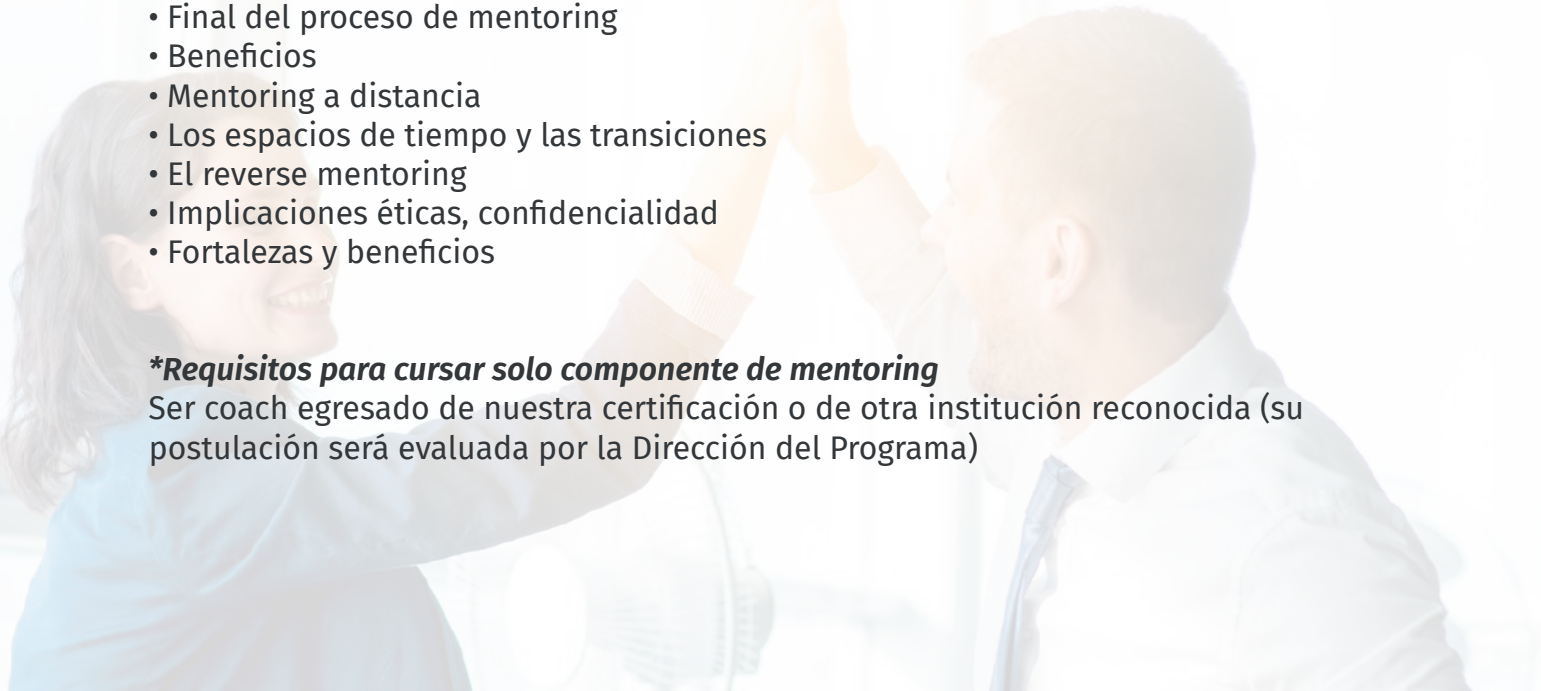 • Final del proceso de mentoring
• Beneficios
• Mentoring a distancia
• Los espacios de tiempo y las transiciones
• El reverse mentoring
• Implicaciones éticas, confidencialidad
• Fortalezas y beneficios
*Requisitos para cursar solo componente de mentoring
Ser coach egresado de nuestra certificación o de otra institución reconocida (su
postulación será evaluada por la Dirección del Programa)